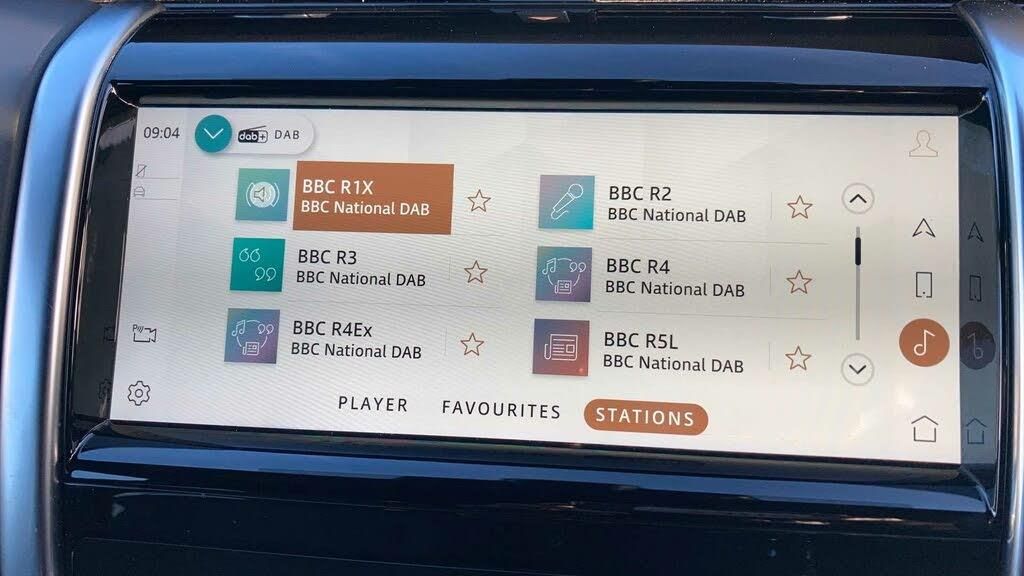 09:04
dab+ DAB
BBC R1X
BBC National DAB
BBC R2
BBC National DAB
BBC R3
BBC National DAB
BBC R4
BBC National DAB
BBC R4Ex
BBC National DAB
BBC R5L
BBC National DAB
PLAYER FAVOURITES STATIONS